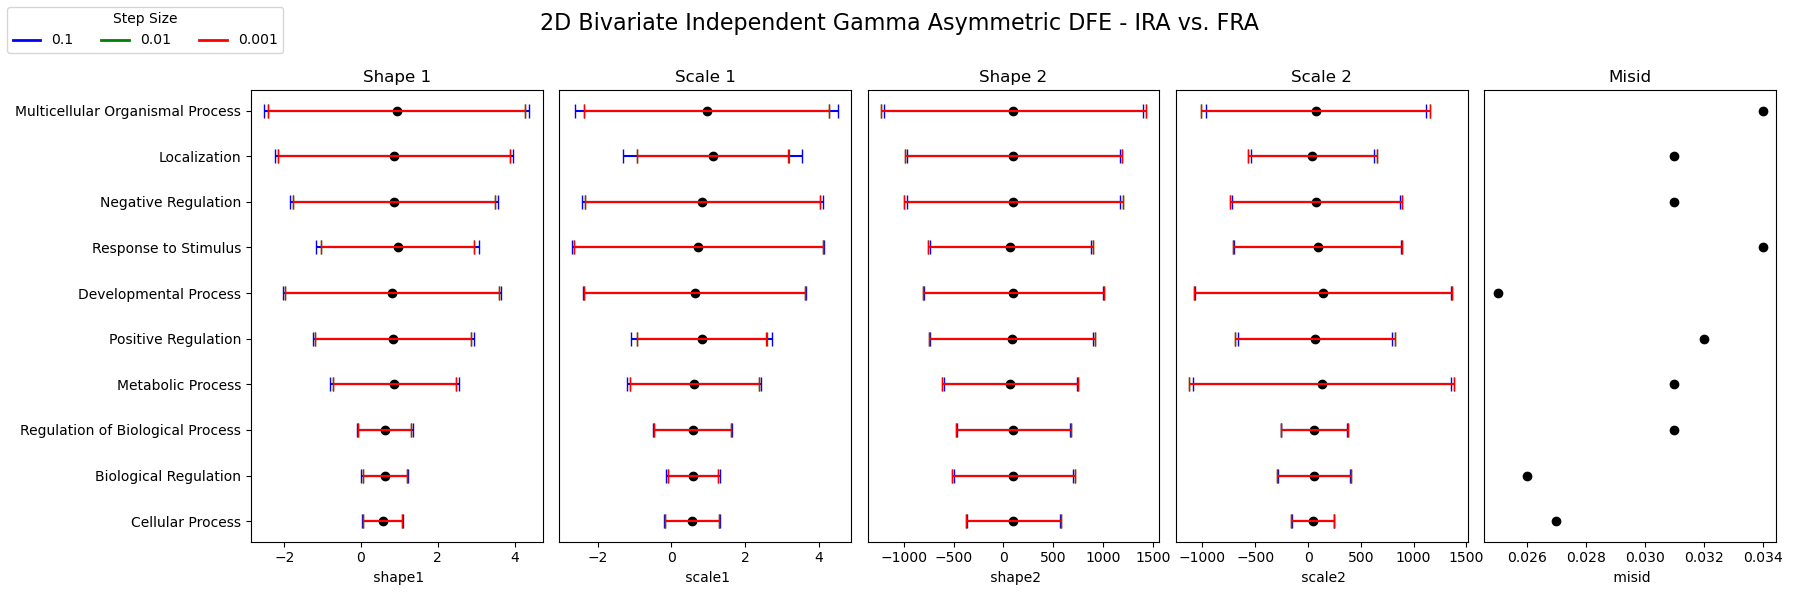 2D Bivariate Independent Gamma Asymmetric DFE - IRA vs. FRA
Step Size
0.1 0.01 0.001
Shape 1 Scale 1 Shape 2 Scale 2 Misid
Multicellular Organismal Process
Localization
Negative Regulation
Response to Stimulus
Developmental Process
Positive Regulation
Metabolic Process
Regulation of Biological Process
Biological Regulation
Cellular Process
−2 0 2 4 −2 0 2 4 −1000 −500 0 500 1000 1500 −1000 −500 0 500 1000 1500 0.026 0.028 0.030 0.032 0.034
shape1 scale1 shape2 scale2 misid